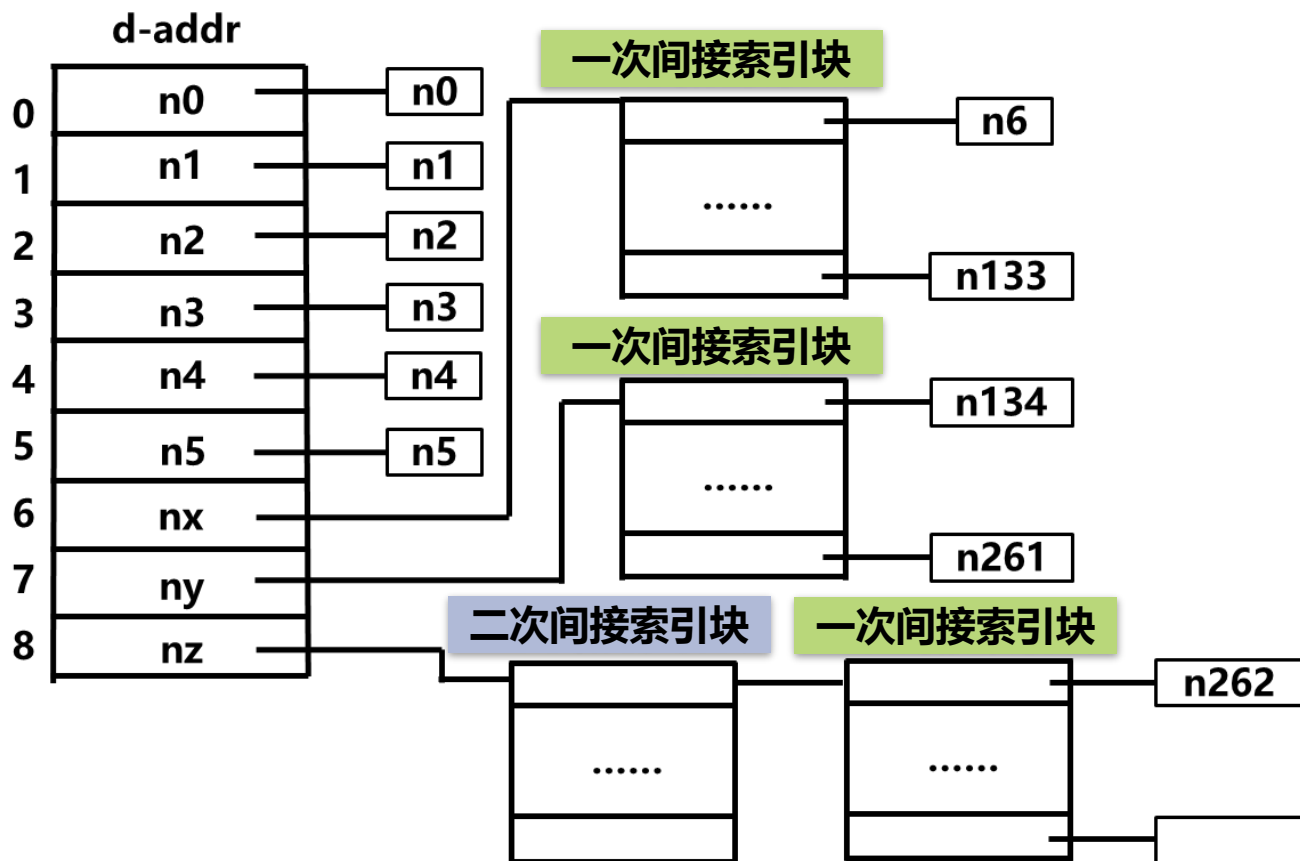 d-addr
0
n0
n0
1
n1
n1
2
n2
n2
3
n3
n3
4
n4
n4
5
n5
n5
6
nx
7
ny
8
nz
一次间接索引块
n6
......
n133
一次间接索引块
n134
......
n261
二次间接索引块
......
一次间接索引块
n262
......